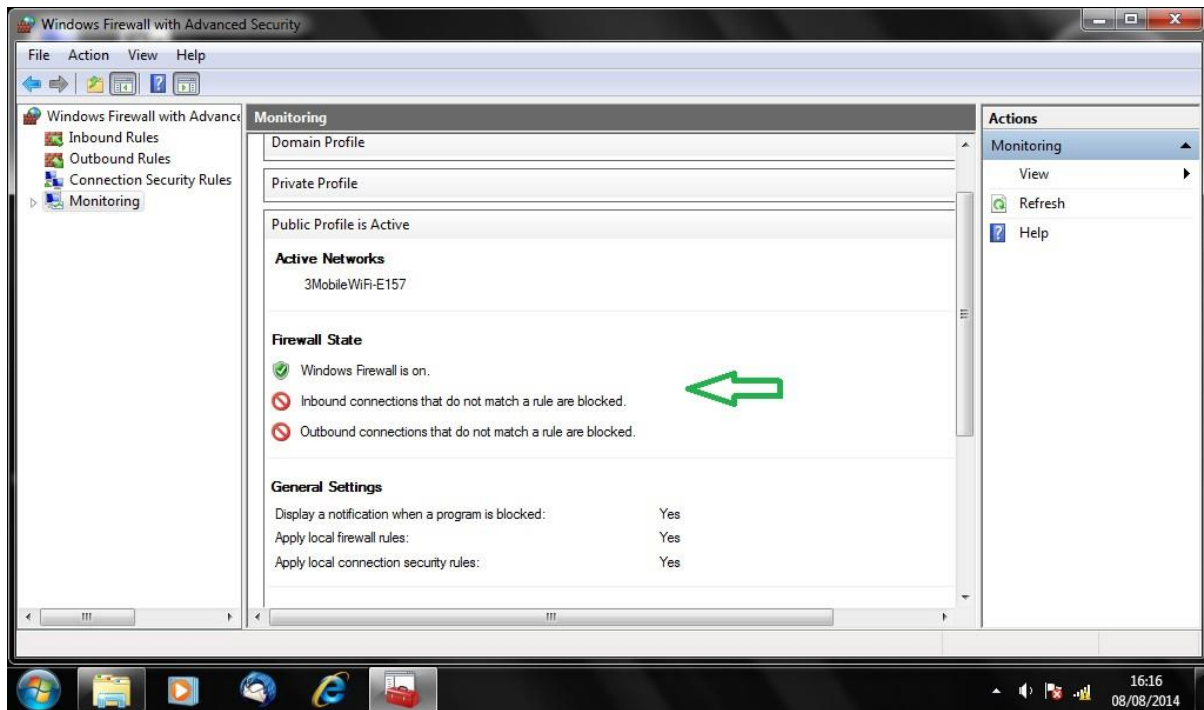 Windows Firewall with Advanced Security
File Action View Help
Windows Firewall with Advance
Inbound Rules
Outbound Rules
Connection Security Rules
Monitoring
Monitoring
Domain Profile
Private Profile
Public Profile is Active
Active Networks
3MobileWiFi-E157
Firewall State
Windows Firewall is on.
Inbound connections that do not match a rule are blocked.
Outbound connections that do not match a rule are blocked.
General Settings
Display a notification when a program is blocked: Yes
Apply local firewall rules: Yes
Apply local connection security rules: Yes
Actions
Monitoring
View
Refresh
Help
16:16
08/08/2014